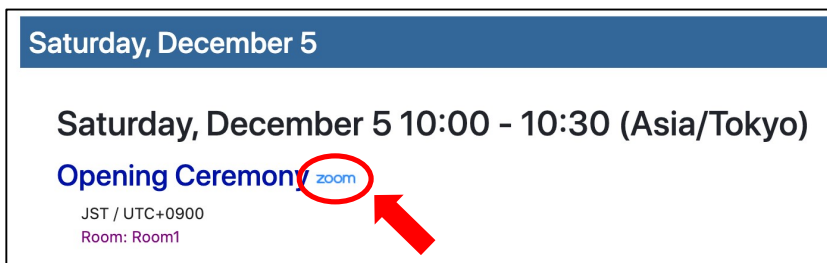 Saturday, December 5
Saturday, December 5 10:00 - 10:30 (Asia/Tokyo)
Opening Ceremony zoom
JST / UTC+0900
Room: Room1